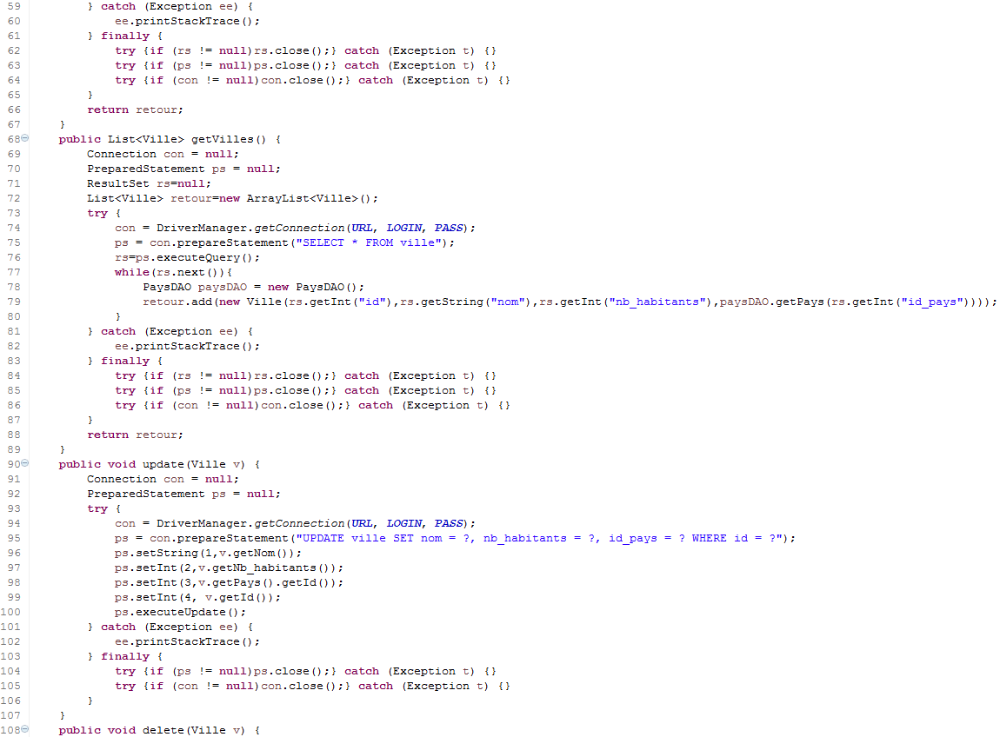 59         } catch (Exception ee) {
60             ee.printStackTrace();
61         } finally {
62             try {if (rs != null)rs.close();} catch (Exception t) {}
63             try {if (ps != null)ps.close();} catch (Exception t) {}
64             try {if (con != null)con.close();} catch (Exception t) {}
65         }
66         return retour;
67     }
68     public List<Ville> getVilles() {
69         Connection con = null;
70         PreparedStatement ps = null;
71         ResultSet rs=null;
72         List<Ville> retour=new ArrayList<Ville>();
73         try {
74             con = DriverManager.getConnection(URL, LOGIN, PASS);
75             ps = con.prepareStatement("SELECT * FROM ville");
76             rs=ps.executeQuery();
77             while(rs.next()){
78                 PaysDAO paysDAO = new PaysDAO();
79                 retour.add(new Ville(rs.getInt("id"),rs.getString("nom"),rs.getInt("nb_habitants"),paysDAO.getPays(rs.getInt("id_pays"))));
80             }
81         } catch (Exception ee) {
82             ee.printStackTrace();
83         } finally {
84             try {if (rs != null)rs.close();} catch (Exception t) {}
85             try {if (ps != null)ps.close();} catch (Exception t) {}
86             try {if (con != null)con.close();} catch (Exception t) {}
87         }
88         return retour;
89     }
90     public void update(Ville v) {
91         Connection con = null;
92         PreparedStatement ps = null;
93         try {
94             con = DriverManager.getConnection(URL, LOGIN, PASS);
95             ps = con.prepareStatement("UPDATE ville SET nom = ?, nb_habitants = ?, id_pays = ? WHERE id = ?");
96             ps.setString(1,v.getNom());
97             ps.setInt(2,v.getNb_habitants());
98             ps.setInt(3,v.getPays().getId());
99             ps.setInt(4, v.getId());
100             ps.executeUpdate();
101         } catch (Exception ee) {
102             ee.printStackTrace();
103         } finally {
104             try {if (ps != null)ps.close();} catch (Exception t) {}
105             try {if (con != null)con.close();} catch (Exception t) {}
106         }
107     }
108     public void delete(Ville v) {